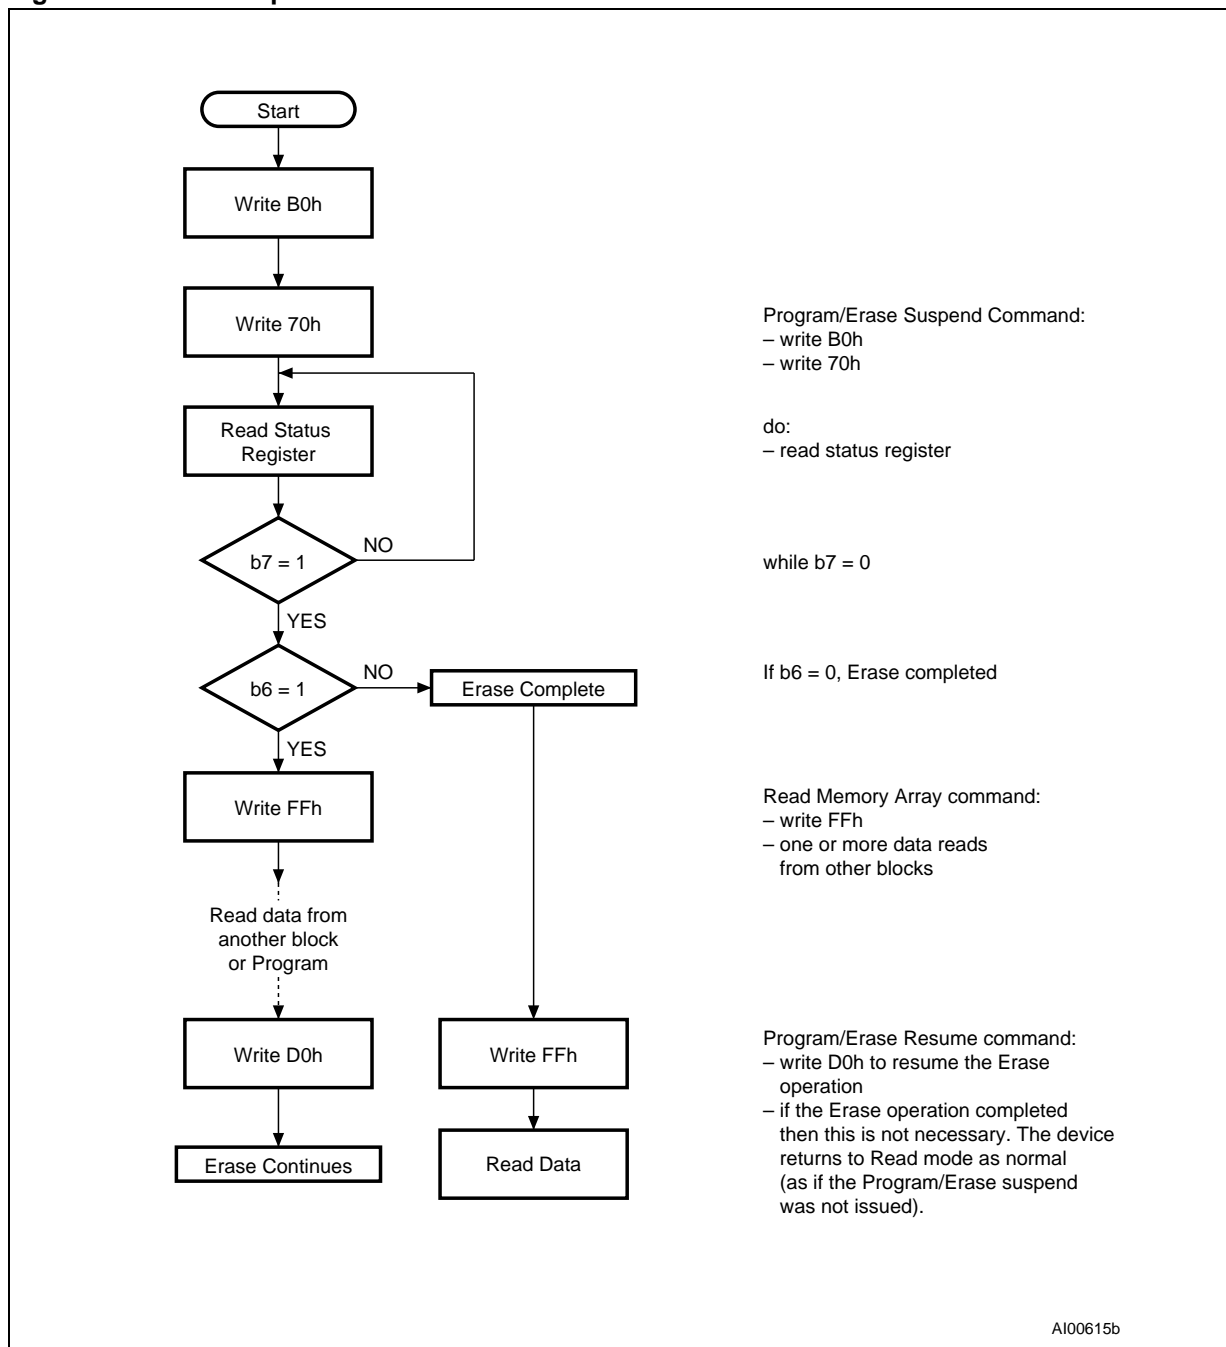 Start
Write B0h
Write 70h
Program/Erase Suspend Command:
– write B0h
– write 70h
Read Status
Register
do:
– read status register
b7 = 1
NO
while b7 = 0
YES
b6 = 1
NO
Erase Complete
If b6 = 0, Erase completed
YES
Write FFh
Read Memory Array command:
– write FFh
– one or more data reads
from other blocks
Read data from
another block
or Program
Write D0h
Write FFh
Program/Erase Resume command:
– write D0h to resume the Erase
operation
– if the Erase operation completed
then this is not necessary. The device
returns to Read mode as normal
(as if the Program/Erase suspend
was not issued).
Erase Continues
Read Data
AI00615b